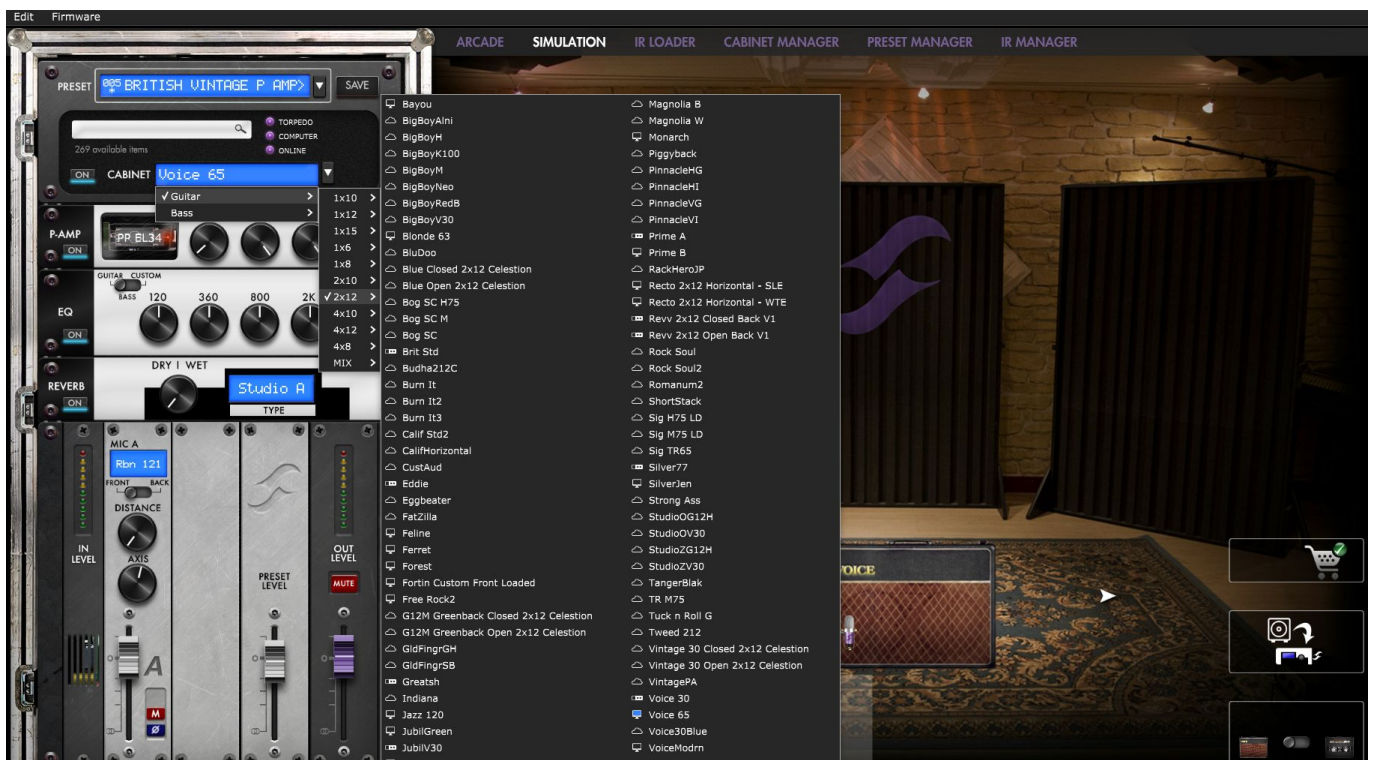 Edit Firmware
ARCADE SIMULATION IR LOADER CABINET MANAGER PRESET MANAGER IR MANAGER
PRESET 005 BRITISH VINTAGE P AMP> SAVE
*
TORPEDO
COMPUTER
269 available items
ONLINE
ON CABINET Voice 65
✓ Guitar >
Bass >
1x10 >
1x12 >
1x15 >
1x6 >
1x8 >
2x10 >
✓ 2x12 >
4x10 >
4x12 >
4x8 >
MIX >
Bayou
BigBoyAlni
BigBoyH
BigBoyK100
BigBoyM
BigBoyNeo
BigBoyRedB
BigBoyV30
Blonde 63
BluDoo
Blue Closed 2x12 Celestion
Blue Open 2x12 Celestion
Bog SC H75
Bog SC M
Bog SC
Brit Std
Budha212C
Burn It
Burn It2
Burn It3
Calif Std2
CalifHorizontal
CustAud
Eddie
Eggbeater
FatZilla
Feline
Ferret
Forest
Fortin Custom Front Loaded
Free Rock2
G12M Greenback Closed 2x12 Celestion
G12M Greenback Open 2x12 Celestion
GldFingrGH
GldFingrSB
Greatsh
Indiana
Jazz 120
JubilGreen
JubilV30
Magnolia B
Magnolia W
Monarch
Piggyback
PinnacleHG
PinnacleHI
PinnacleVG
PinnacleVI
Prime A
Prime B
RackHeroJP
Recto 2x12 Horizontal - SLE
Recto 2x12 Horizontal - WTE
Revv 2x12 Closed Back V1
Revv 2x12 Open Back V1
Rock Soul
Rock Soul2
Romanum2
ShortStack
Sig H75 LD
Sig M75 LD
Sig TR65
Silver77
SilverJen
Strong Ass
StudioOG12H
StudioOV30
StudioZG12H
StudioZV30
TangerBlak
TR M75
Tuck n Roll G
Tweed 212
Vintage 30 Closed 2x12 Celestion
Vintage 30 Open 2x12 Celestion
VintagePA
Voice 30
Voice 65
Voice30Blue
VoiceModrn
P-AMP
ON
PP EL34
GUITAR CUSTOM
BASS 120 360 800 2K
EQ
ON
DRY | WET
REVERB
ON
Studio A
TYPE
MIC A
Rbn 121
FRONT BACK
DISTANCE
AXIS
IN
LEVEL
PRESET
LEVEL
OUT
LEVEL
MUTE
A
M
Ø
VOICE